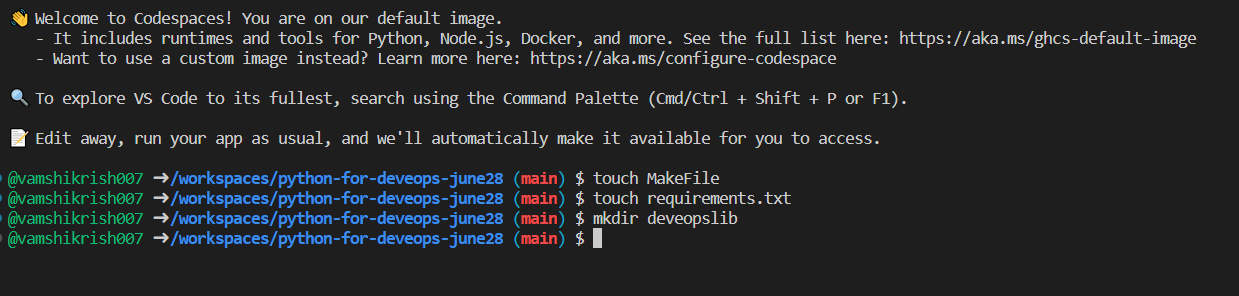 👋 Welcome to Codespaces! You are on our default image.
- It includes runtimes and tools for Python, Node.js, Docker, and more. See the full list here: https://aka.ms/ghcs-default-image
- Want to use a custom image instead? Learn more here: https://aka.ms/configure-codespace
🔍 To explore VS Code to its fullest, search using the Command Palette (Cmd/Ctrl + Shift + P or F1).
📝 Edit away, run your app as usual, and we'll automatically make it available for you to access.
@vamshikrish007 ➜/workspaces/python-for-deveops-june28 (main) $ touch MakeFile
@vamshikrish007 ➜/workspaces/python-for-deveops-june28 (main) $ touch requirements.txt
@vamshikrish007 ➜/workspaces/python-for-deveops-june28 (main) $ mkdir deveopslib
@vamshikrish007 ➜/workspaces/python-for-deveops-june28 (main) $